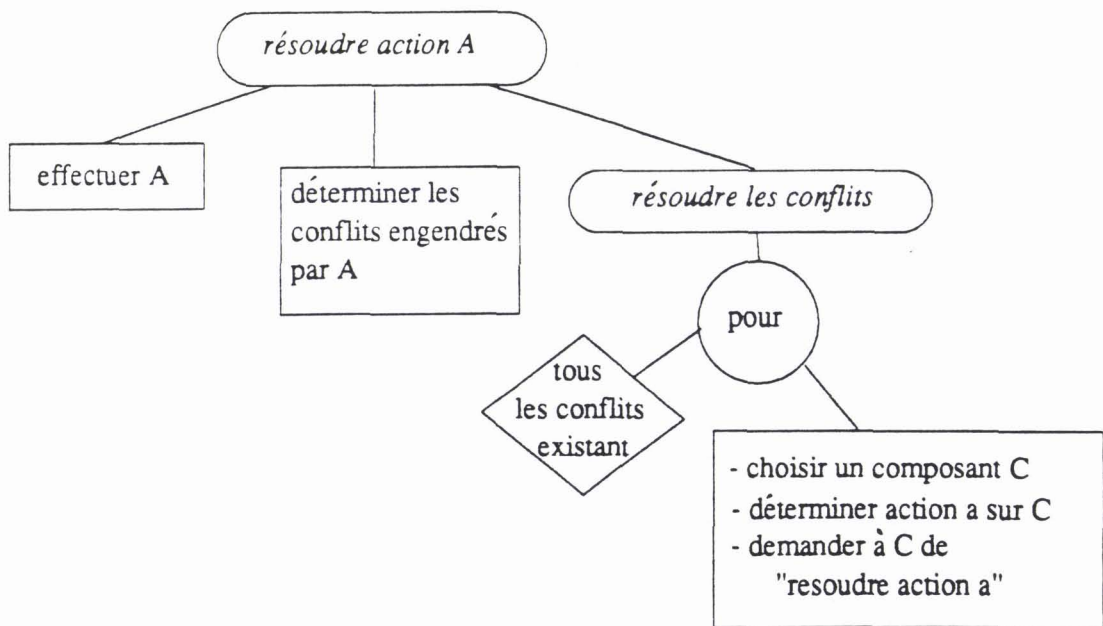 résoudre action A
effectuer A
déterminer les
conflits engendrés
par A
résoudre les conflits
pour
tous
les conflits
existant
- choisir un composant C
- déterminer action a sur C
- demander à C de
"resoudre action a"